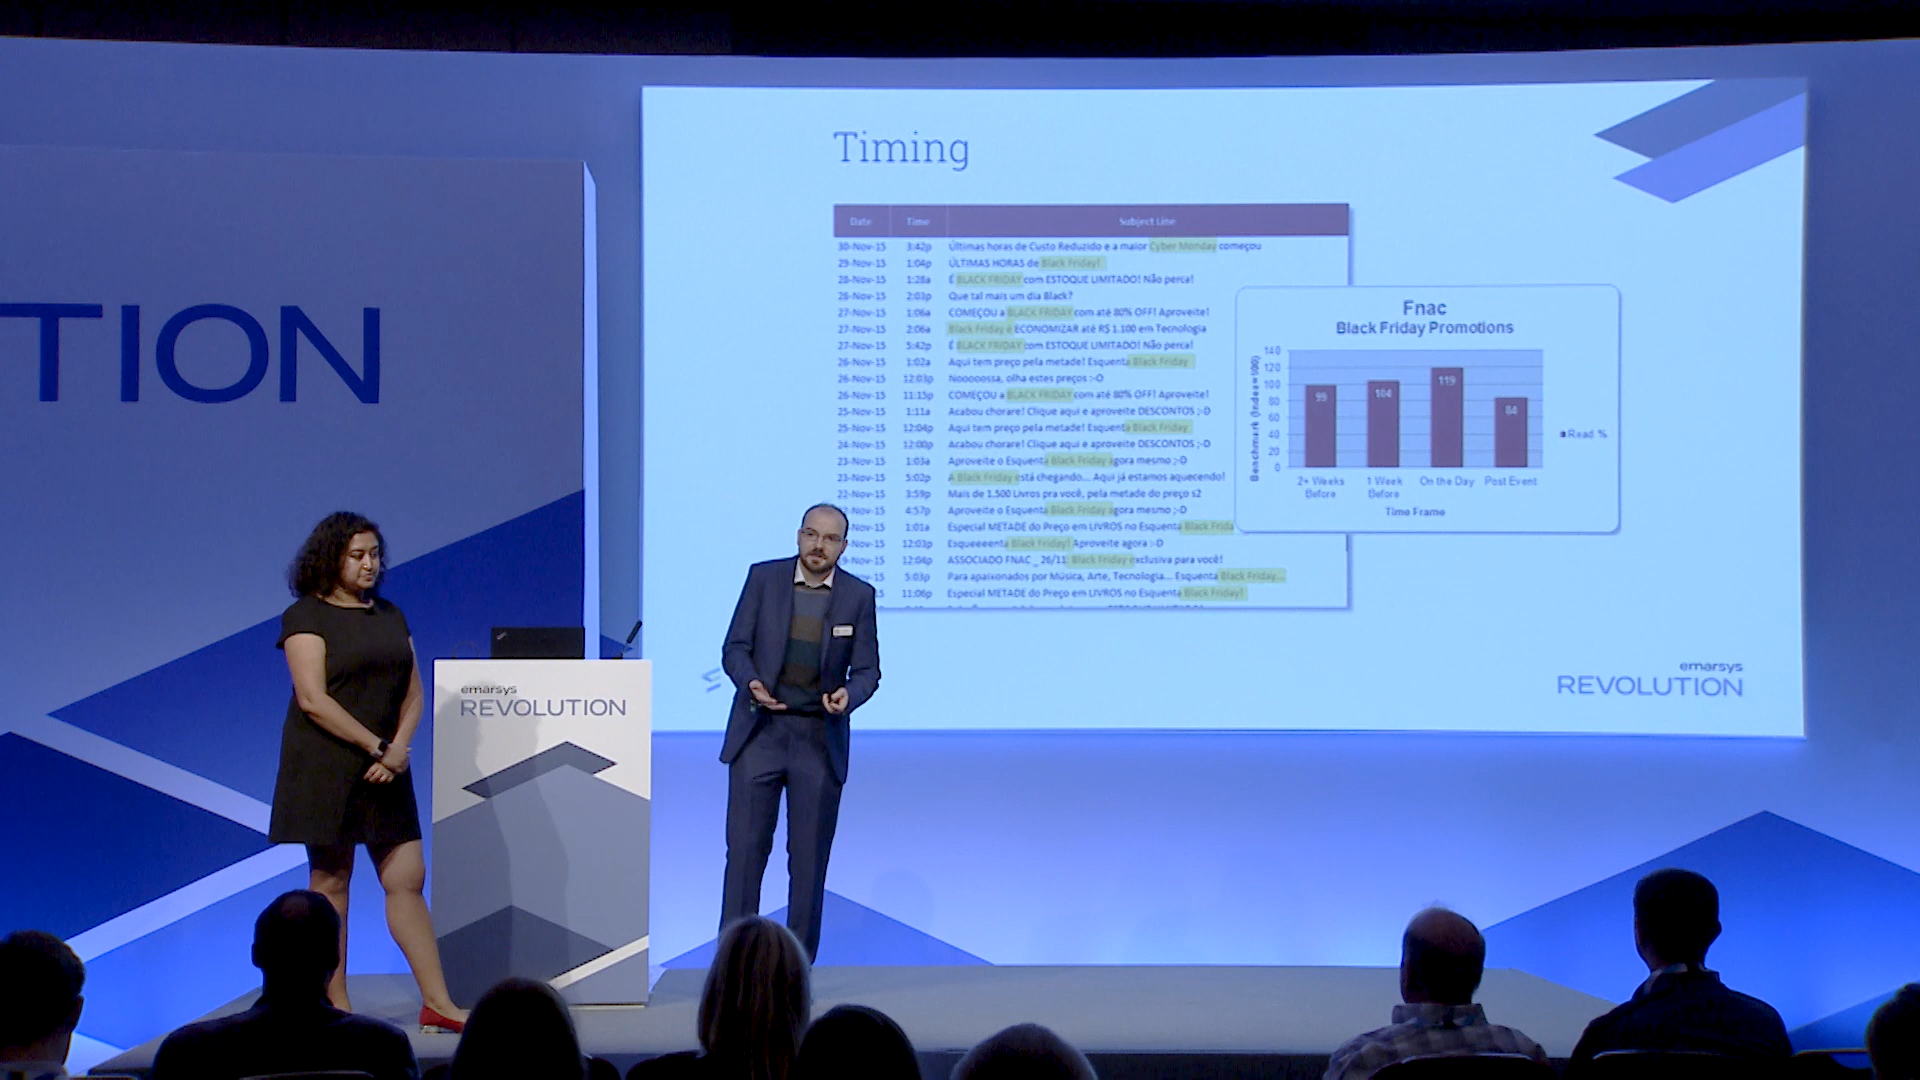 TION
Timing
Date Time Subject Line
30-Nov-15 3:42p Últimas horas de Custo Reduzido e a maior Cyber Monday começou
29-Nov-15 1:04p ÚLTIMAS HORAS de Black Friday!
28-Nov-15 1:28a É BLACK FRIDAY com ESTOQUE LIMITADO! Não perca!
28-Nov-15 2:03p Que tal mais um dia Black?
27-Nov-15 1:06a COMEÇOU a BLACK FRIDAY com até 80% OFF! Aproveite!
27-Nov-15 2:06a Black Friday é ECONOMIZAR até R$ 1.100 em Tecnologia
27-Nov-15 5:42p É BLACK FRIDAY com ESTOQUE LIMITADO! Não perca!
26-Nov-15 1:02a Aqui tem preço pela metade! Esquenta Black Friday
26-Nov-15 12:03p Nooooossa, olha estes preços :-O
26-Nov-15 11:15p COMEÇOU a BLACK FRIDAY com até 80% OFF! Aproveite!
25-Nov-15 1:11a Acabou chorare! Clique aqui e aproveite DESCONTOS ;-D
25-Nov-15 12:04p Aqui tem preço pela metade! Esquenta Black Friday
24-Nov-15 12:00p Acabou chorare! Clique aqui e aproveite DESCONTOS ;-D
23-Nov-15 1:03a Aproveite o Esquenta Black Friday agora mesmo ;-D
23-Nov-15 5:02p A Black Friday está chegando... Aqui já estamos aquecendo!
22-Nov-15 3:59p Mais de 1.500 Livros pra você, pela metade do preço s2
-Nov-15 4:57p Aproveite o Esquenta Black Friday agora mesmo ;-D
-Nov-15 1:01a Especial METADE do Preço em LIVROS no Esquenta Black Frida
-Nov-15 12:03p Esqueeeenta Black Friday! Aproveite agora :-D
9-Nov-15 12:04p ASSOCIADO FNAC _ 26/11: Black Friday exclusiva para você!
-15 5:03p Para apaixonados por Música, Arte, Tecnologia... Esquenta Black Friday...
15 11:06p Especial METADE do Preço em LIVROS no Esquenta Black Friday!
Fnac
Black Friday Promotions
Benchmark (Index=100)
140
120
100
80
60
40
20
0
99 104 119 84
Read %
2+ Weeks Before 1 Week Before On the Day Post Event
Time Frame
emarsys
REVOLUTION
emarsys
REVOLUTION